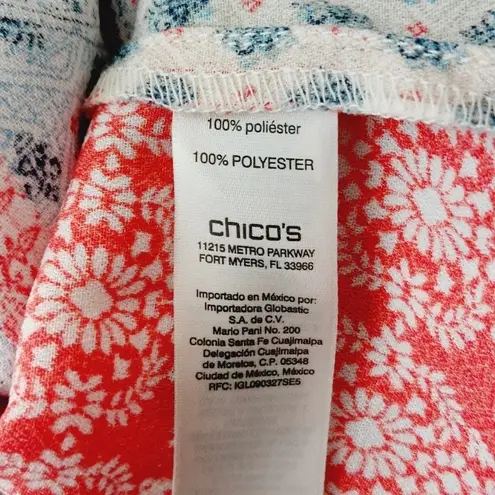 100% poliéster
100% POLYESTER
chico's
11215 METRO PARKWAY
FORT MYERS, FL 33966
Importado en México por:
Importadora Globastic
S.A. de C.V.
Mario Pani No. 200
Colonia Santa Fe Cuajimalpa
Delegación Cuajimalpa
de Morelos, C.P. 05348
Ciudad de México, México
RFC: IGL090327SE5